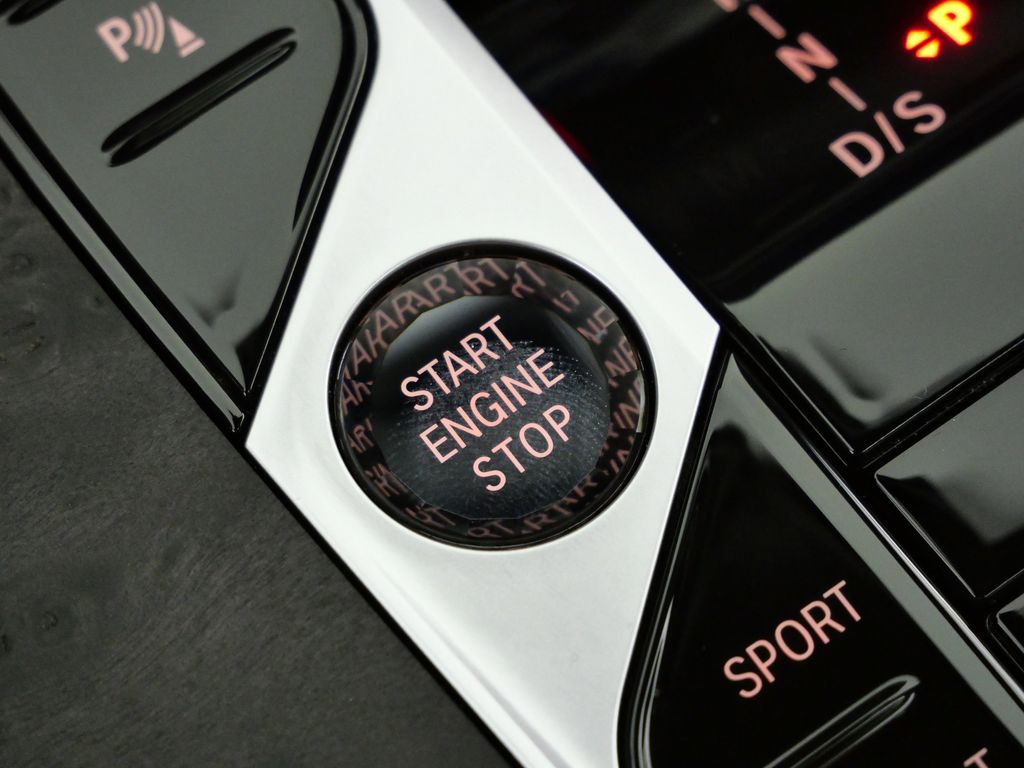 P
P
N
D/S
START
ENGINE
STOP
SPORT